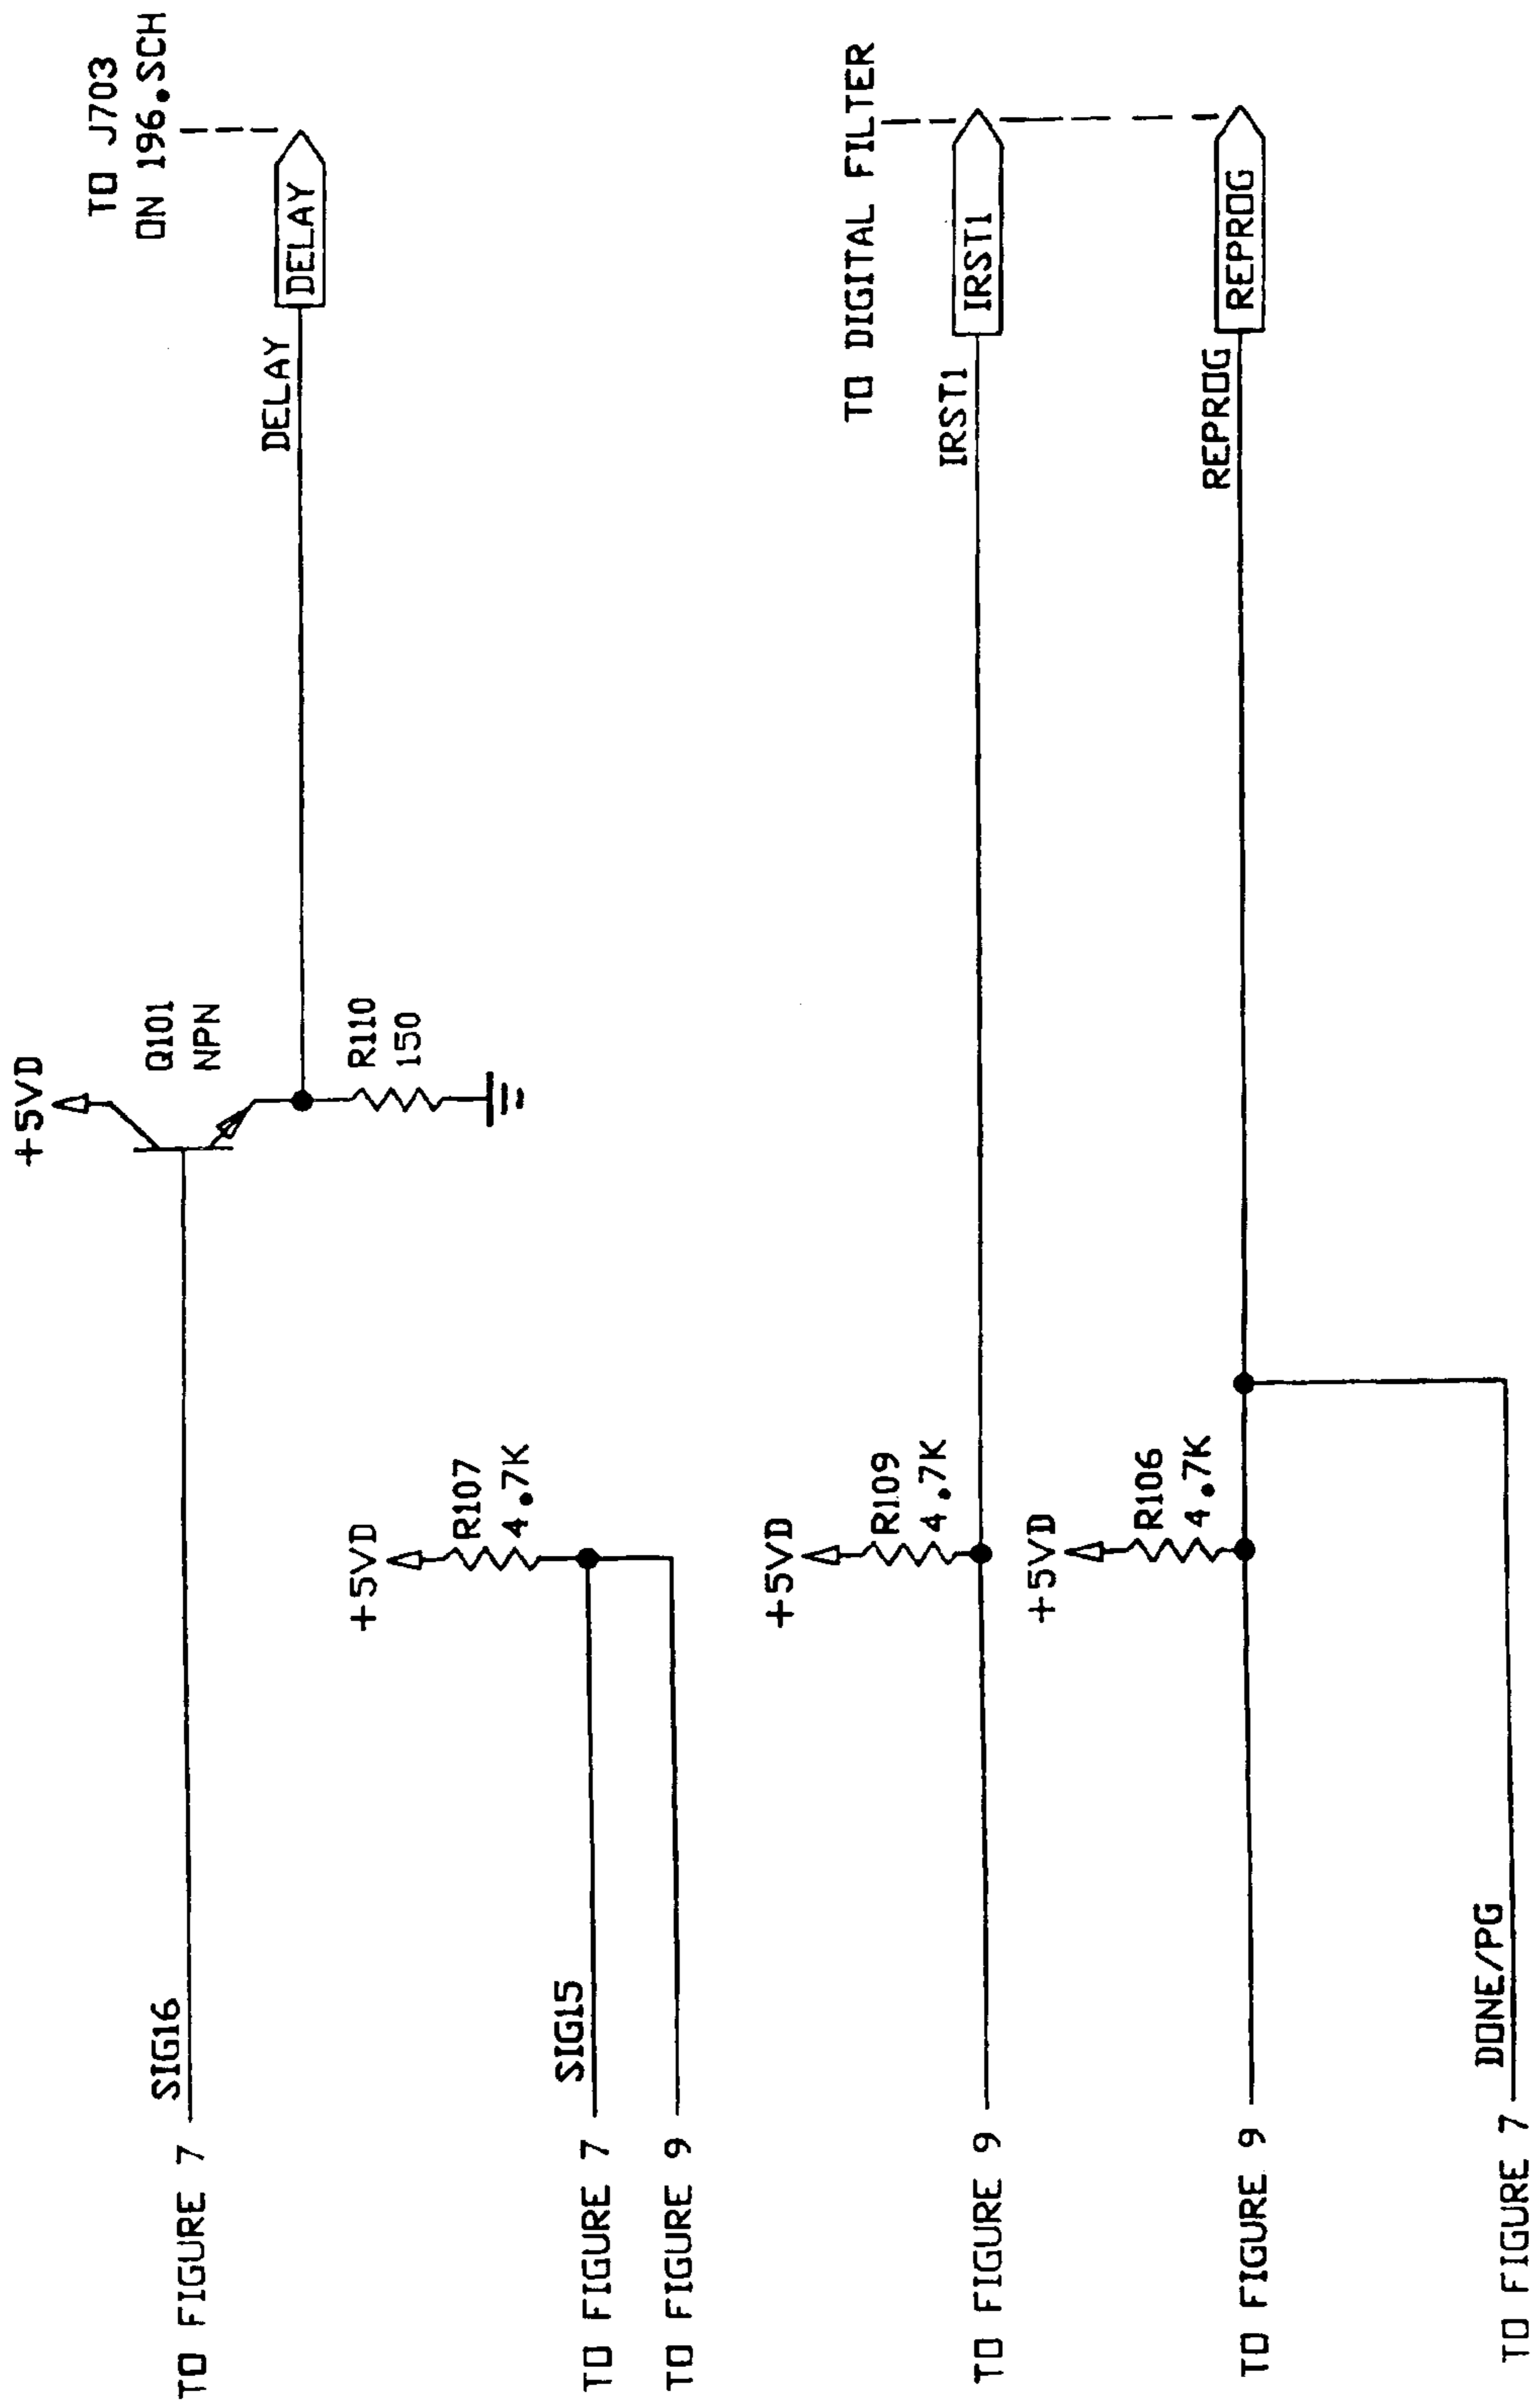 TO J703
ON 196.SCH
DELAY
DELAY
+5VD
Q101
NPN
R110
150
SIG16
TO FIGURE 7
+5VD
R107
4.7K
SIG15
TO FIGURE 7
TO FIGURE 9
TO DIGITAL FILTER
IRST1
IRST1
+5VD
R109
4.7K
TO FIGURE 9
REPROG
REPROG
+5VD
R106
4.7K
TO FIGURE 9
DONE/PG
TO FIGURE 7